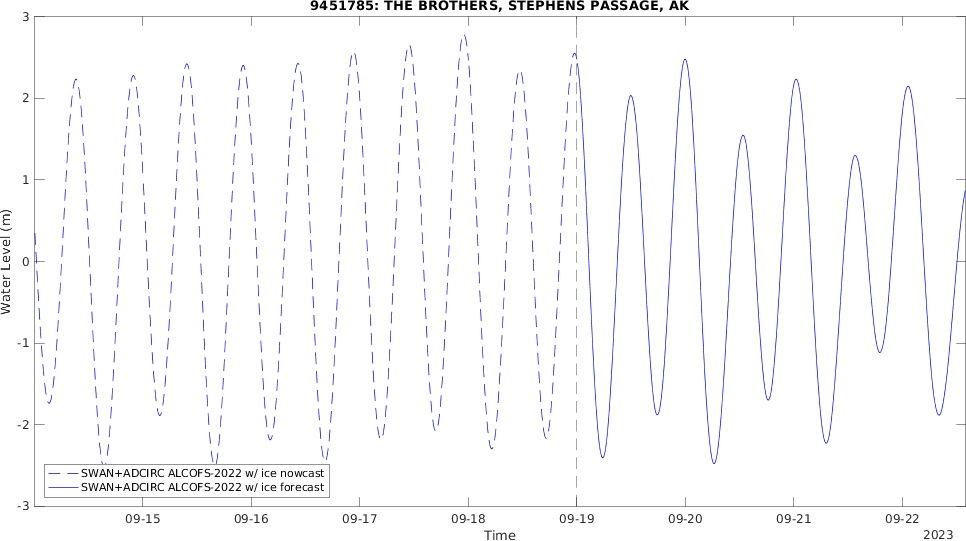 9451785: THE BROTHERS, STEPHENS PASSAGE, AK
3
2
1
0
-1
-2
-3
Water Level (m)
SWAN+ADCIRC ALCOFS-2022 w/ ice nowcast
SWAN+ADCIRC ALCOFS-2022 w/ ice forecast
09-15 09-16 09-17 09-18 09-19 09-20 09-21 09-22
Time
2023